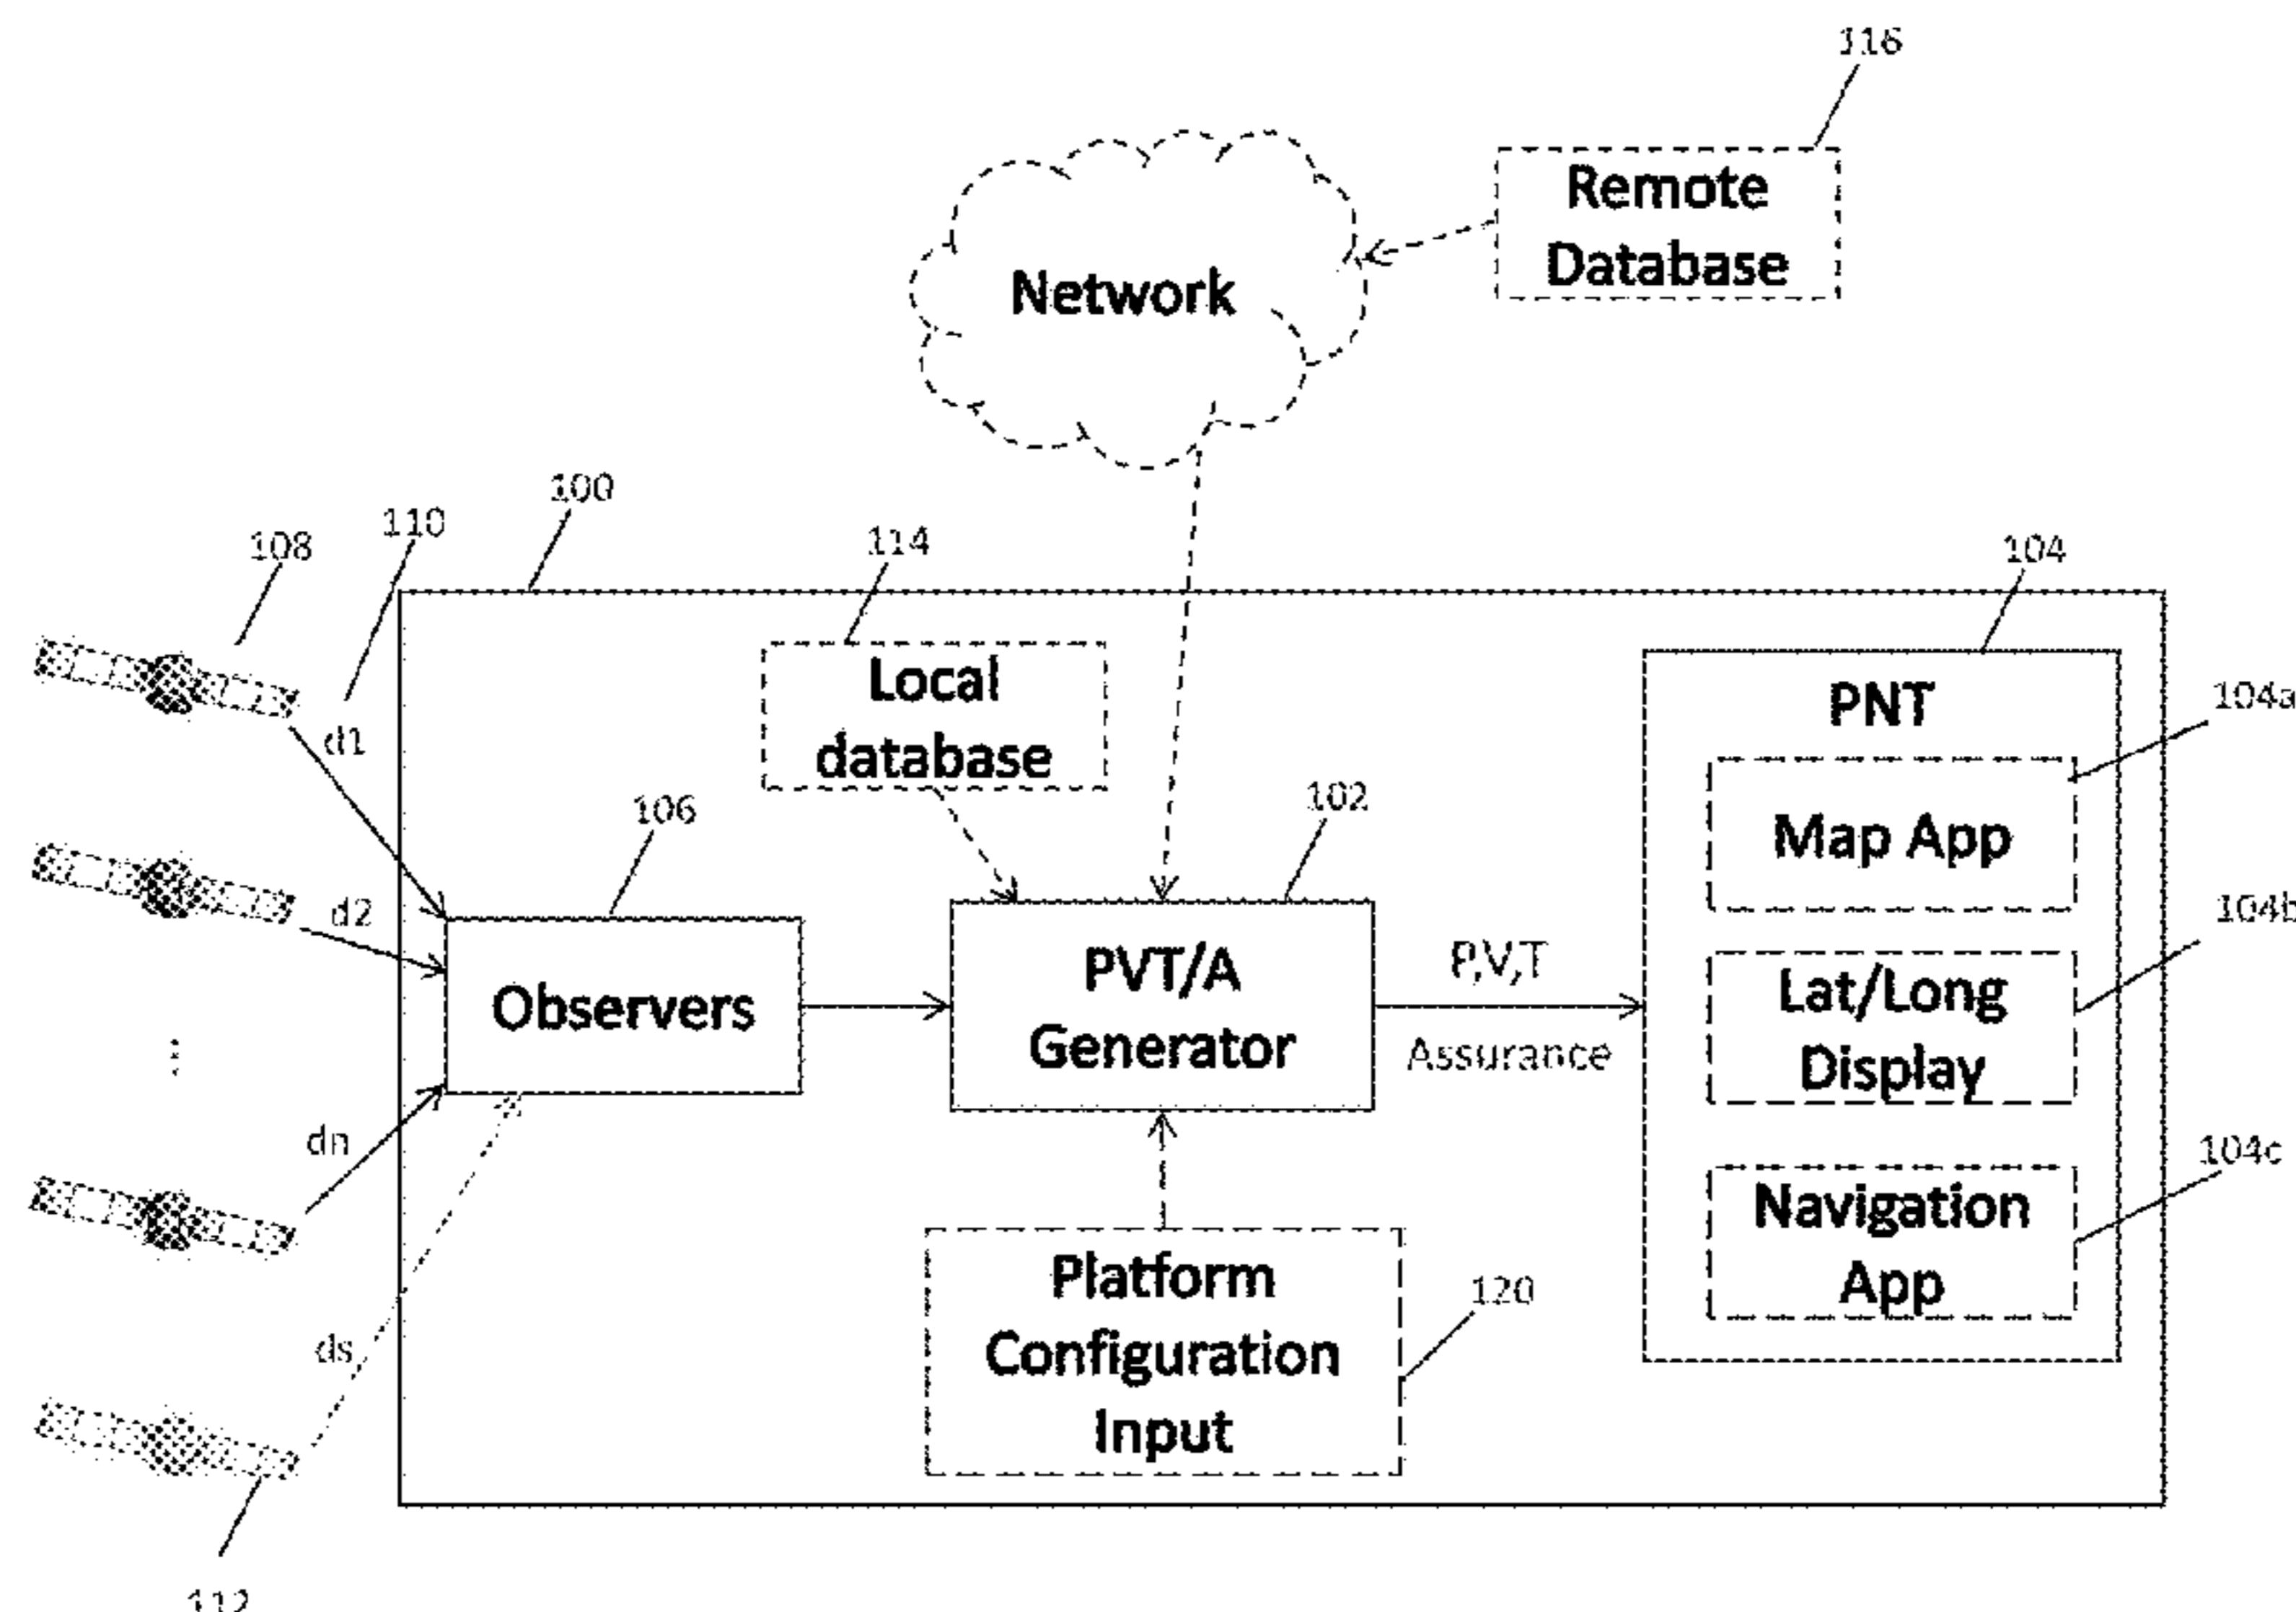 116
Remote
Database
Network
100
110
108
114
104
Local
database
PNT
104a
d1
Map App
106
102
d2
104b
Observers
PVT/A
Generator
P,V,T
Assurance
Lat/Long
Display
...
dn
104c
Navigation
App
Platform
Configuration
Input
120
ds
112